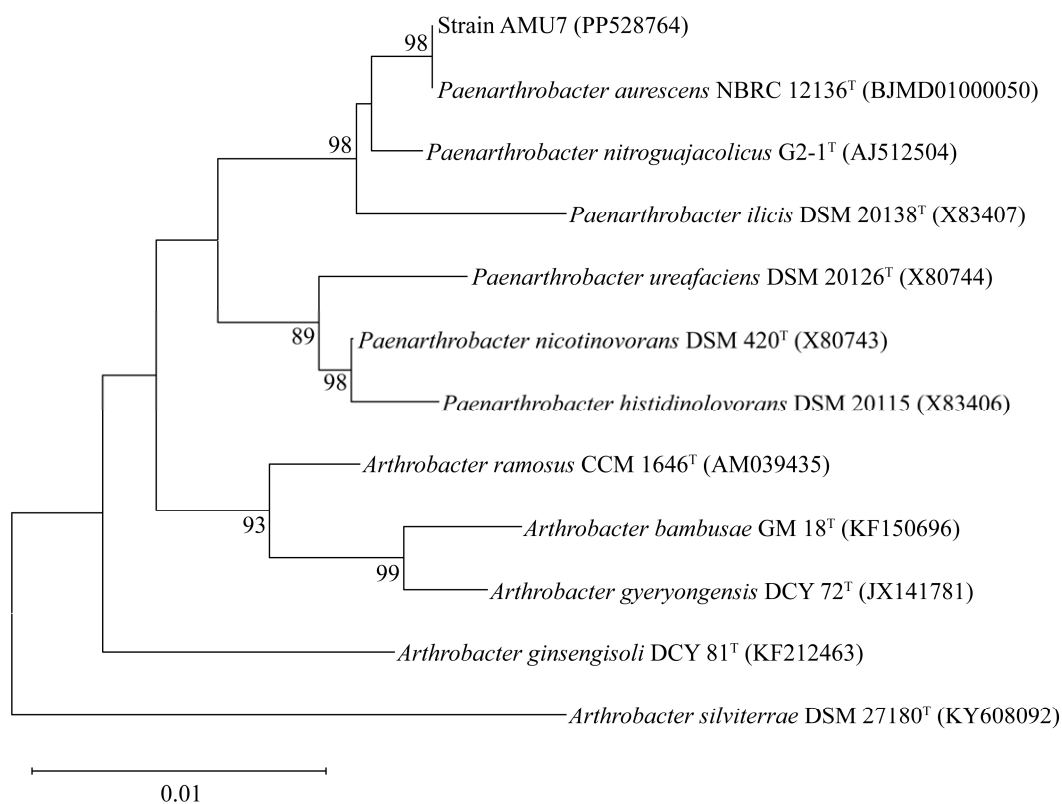 Strain AMU7 (PP528764)
98
Paenarthrobacter aurescens NBRC 12136ᵀ (BJMD01000050)
98
Paenarthrobacter nitroguajacolicus G2-1ᵀ (AJ512504)
Paenarthrobacter ilicis DSM 20138ᵀ (X83407)
Paenarthrobacter ureafaciens DSM 20126ᵀ (X80744)
89
Paenarthrobacter nicotinovorans DSM 420ᵀ (X80743)
98
Paenarthrobacter histidinolovorans DSM 20115 (X83406)
Arthrobacter ramosus CCM 1646ᵀ (AM039435)
93
Arthrobacter bambusae GM 18ᵀ (KF150696)
99
Arthrobacter gyeryongensis DCY 72ᵀ (JX141781)
Arthrobacter ginsengisoli DCY 81ᵀ (KF212463)
Arthrobacter silviterrae DSM 27180ᵀ (KY608092)
0.01